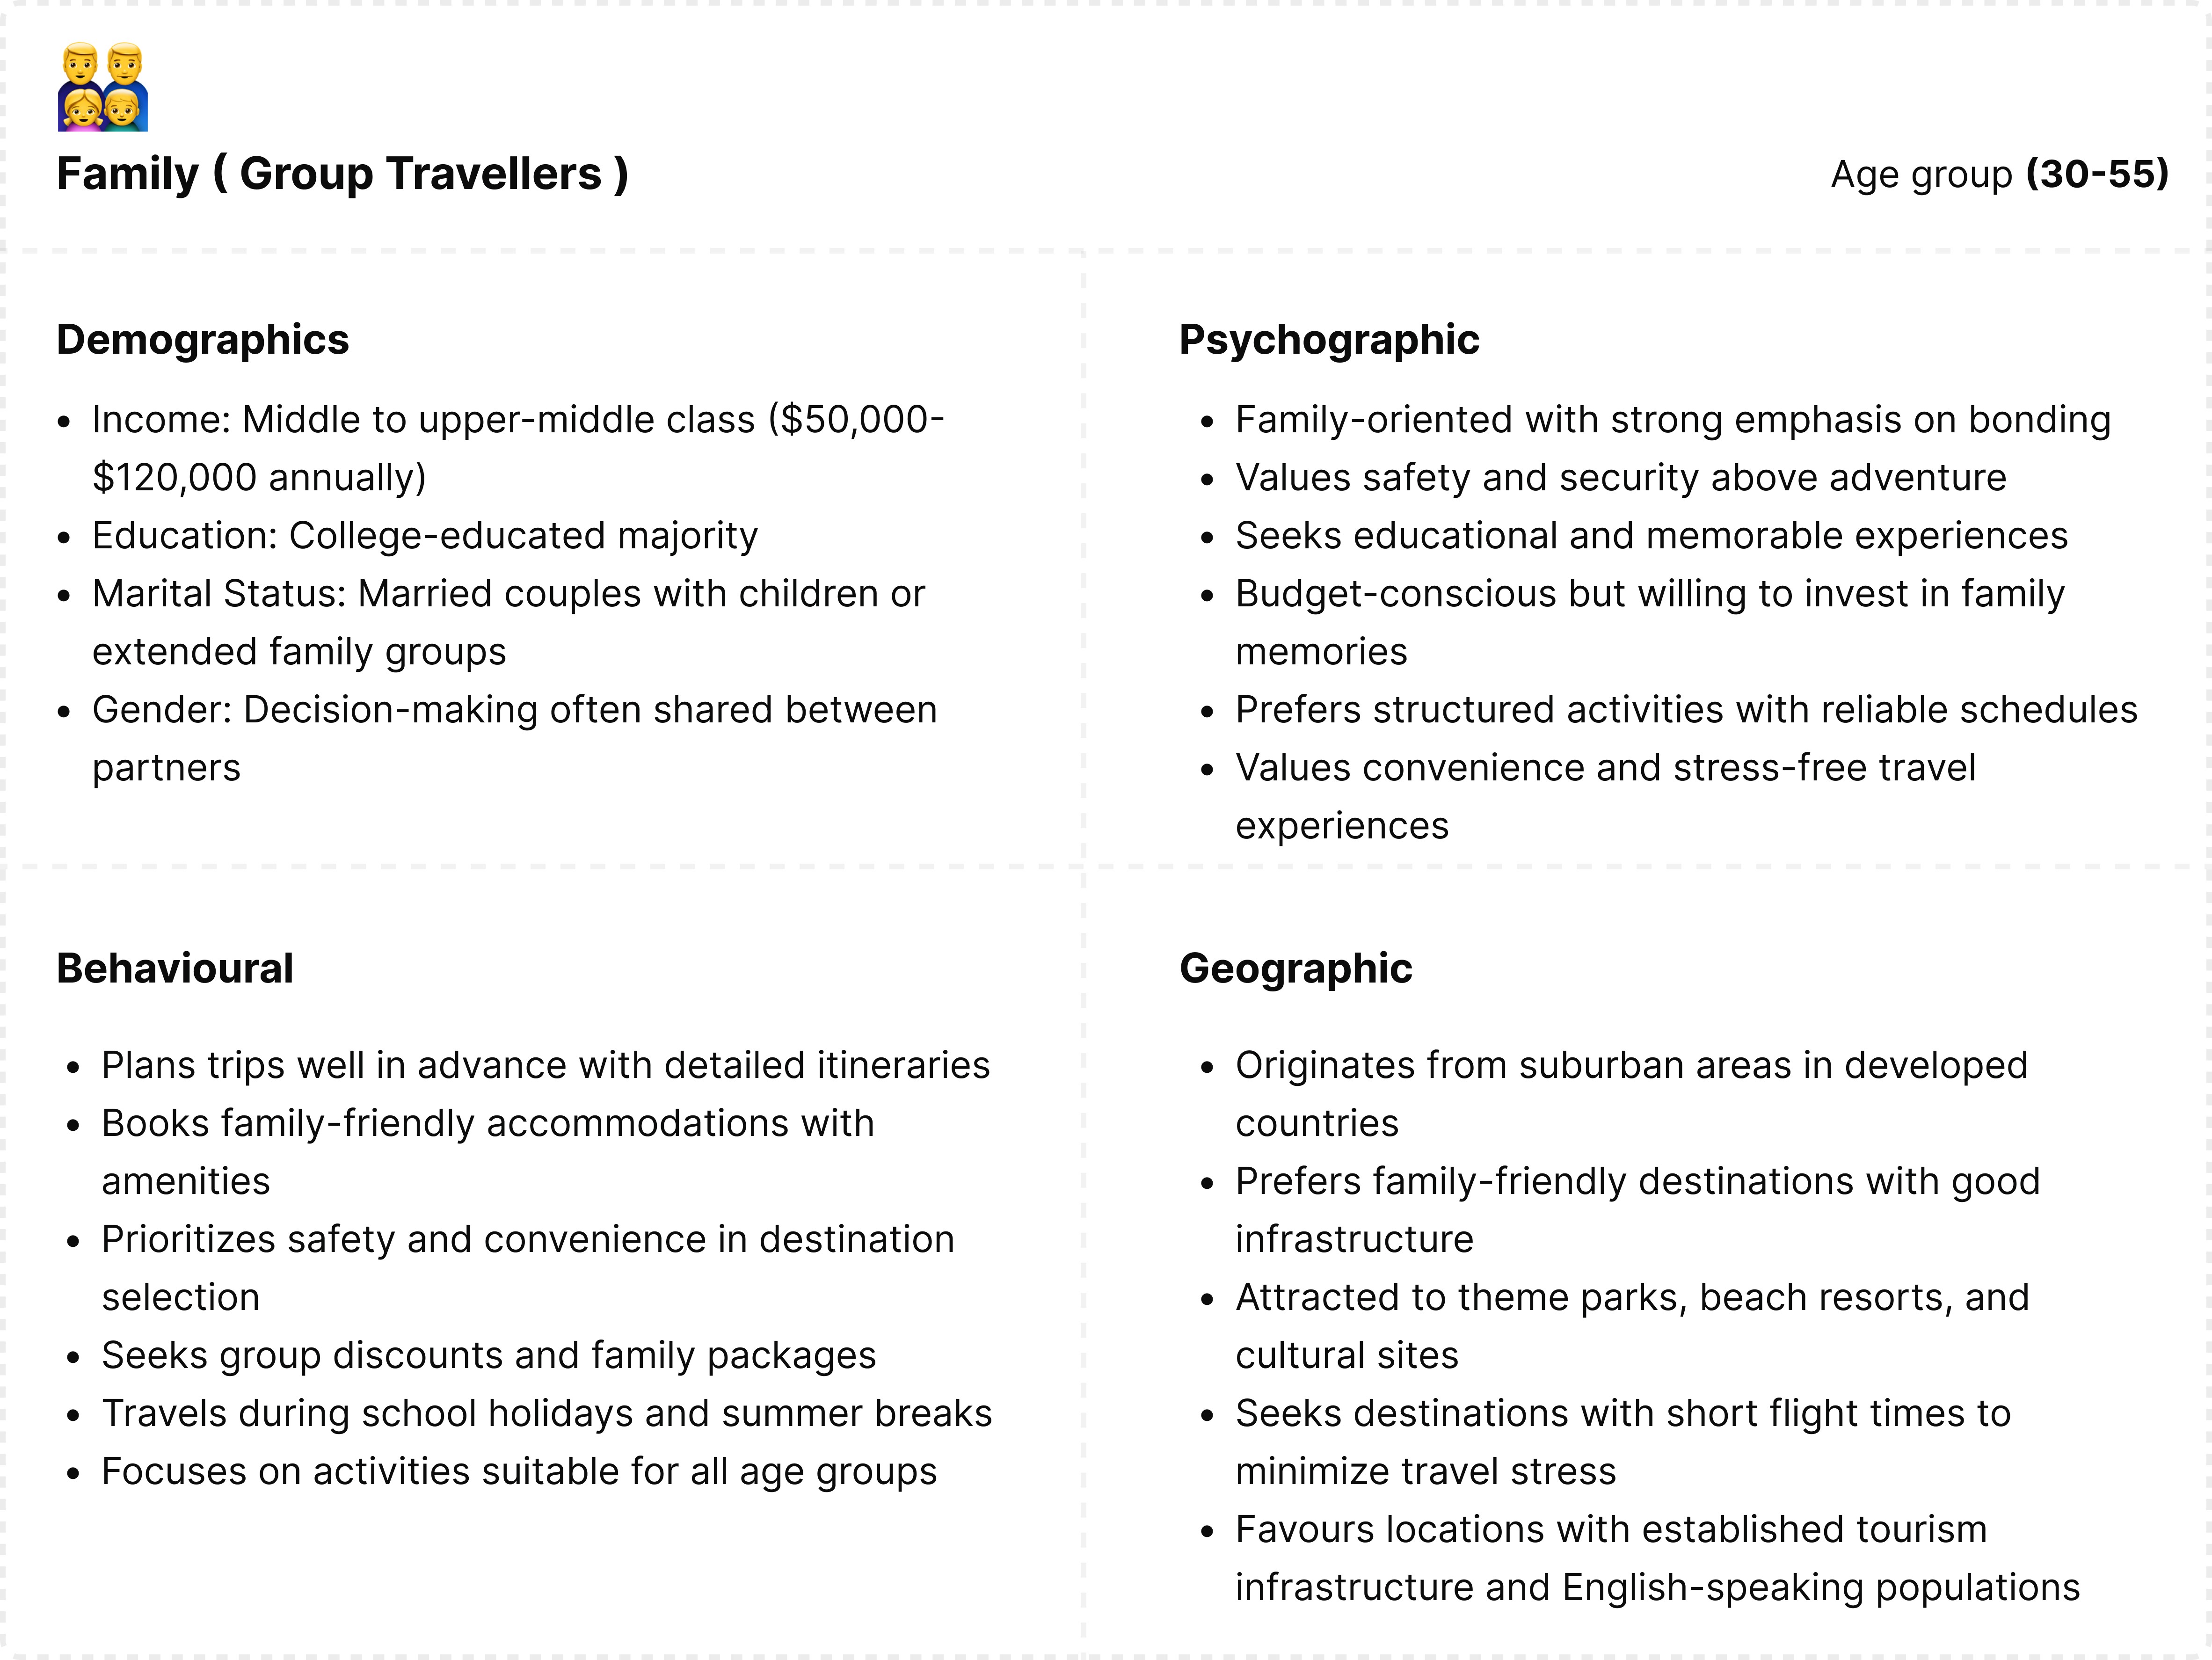 Family ( Group Travellers )
Age group (30-55)
Demographics
• Income: Middle to upper-middle class ($50,000-
$120,000 annually)
• Education: College-educated majority
• Marital Status: Married couples with children or
extended family groups
• Gender: Decision-making often shared between
partners
Psychographic
• Family-oriented with strong emphasis on bonding
• Values safety and security above adventure
• Seeks educational and memorable experiences
• Budget-conscious but willing to invest in family
memories
• Prefers structured activities with reliable schedules
• Values convenience and stress-free travel
experiences
Behavioural
• Plans trips well in advance with detailed itineraries
• Books family-friendly accommodations with
amenities
• Prioritizes safety and convenience in destination
selection
• Seeks group discounts and family packages
• Travels during school holidays and summer breaks
• Focuses on activities suitable for all age groups
Geographic
• Originates from suburban areas in developed
countries
• Prefers family-friendly destinations with good
infrastructure
• Attracted to theme parks, beach resorts, and
cultural sites
• Seeks destinations with short flight times to
minimize travel stress
• Favours locations with established tourism
infrastructure and English-speaking populations